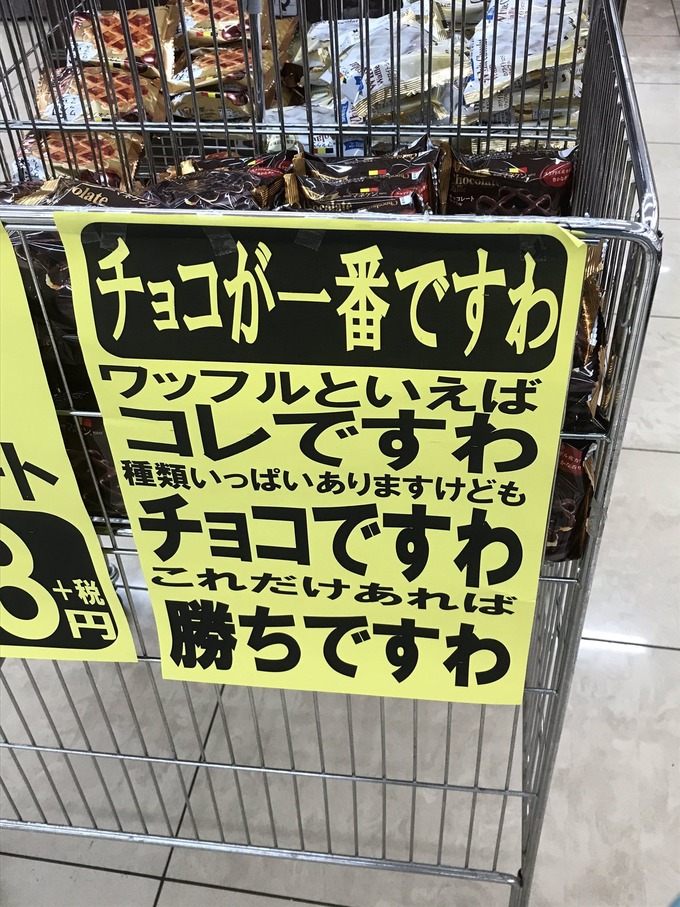 チョコが一番ですわ
ワッフルといえば
コレですわ
種類いっぱいありますけども
チョコですわ
これだけあれば
勝ちですわ
ト
8
+税
円